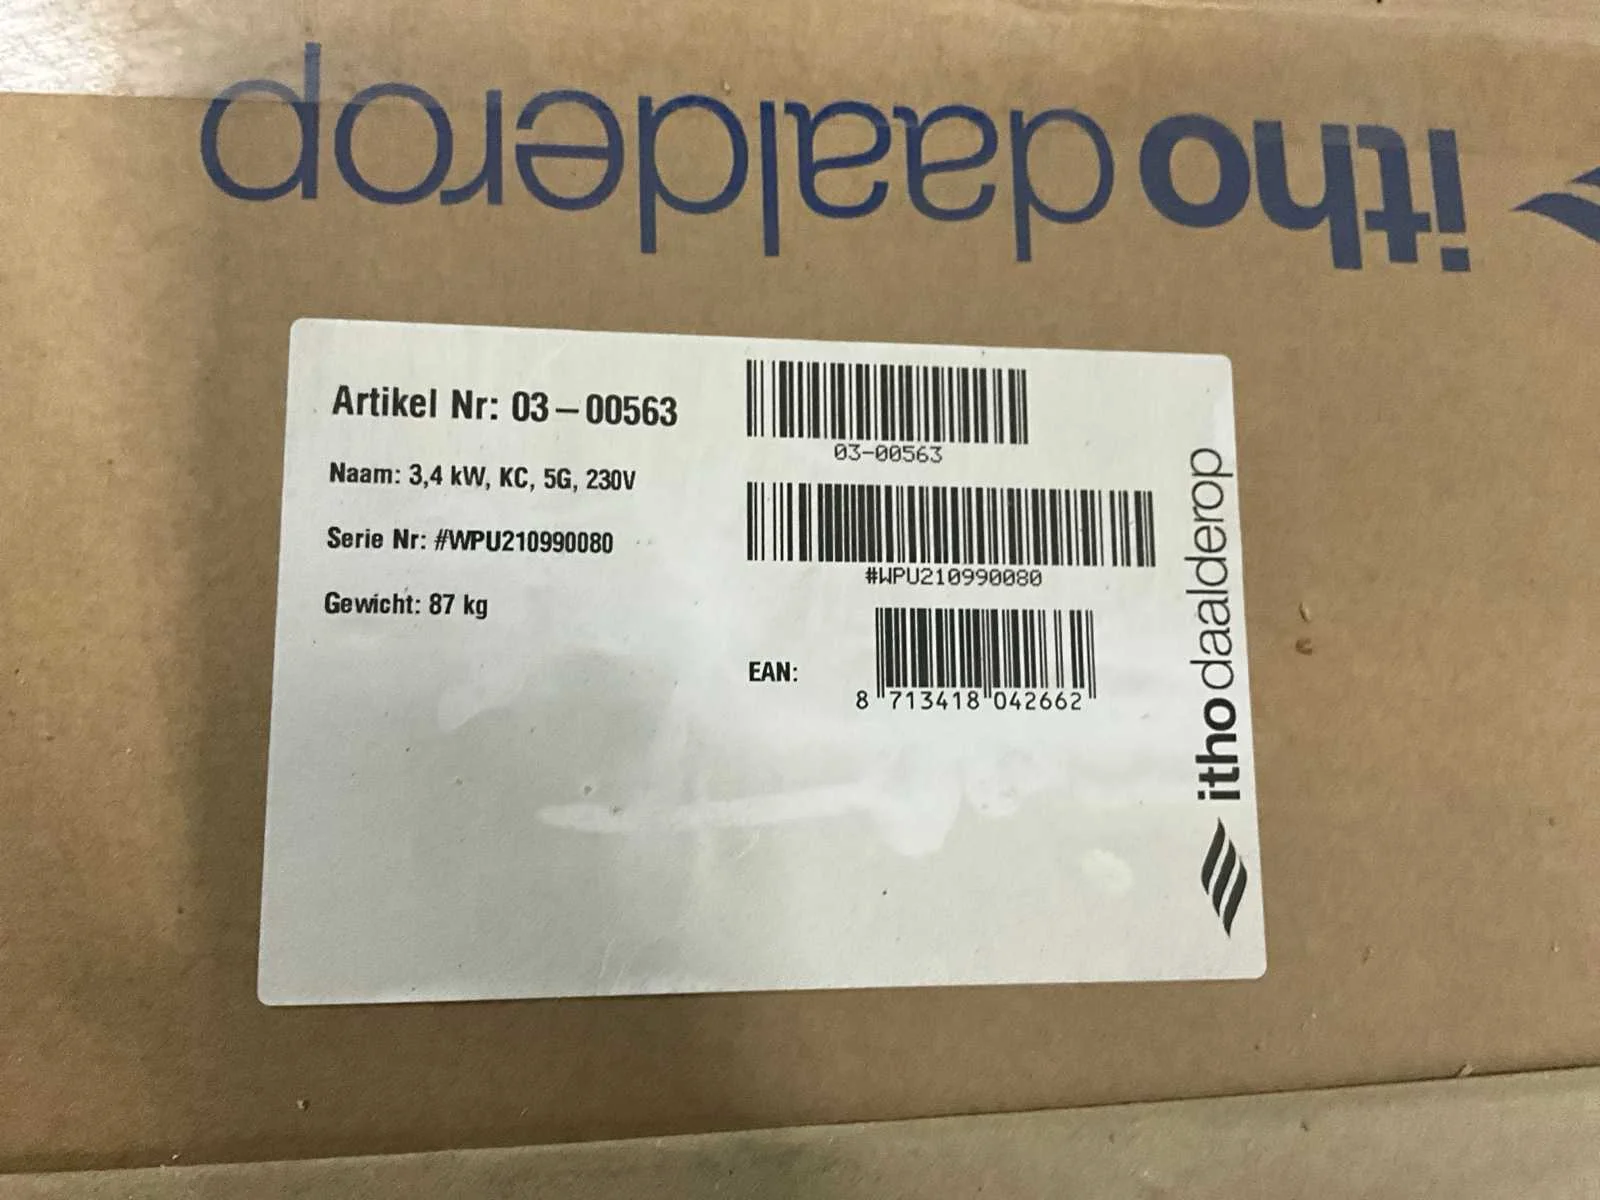 itho daalderop
Artikel Nr: 03-00563
Naam: 3,4 kW, KC, 5G, 230V
Serie Nr: #WPU210990080
Gewicht: 87 kg
03-00563
#WPU210990080
EAN:
8 713418 042662
itho daalderop